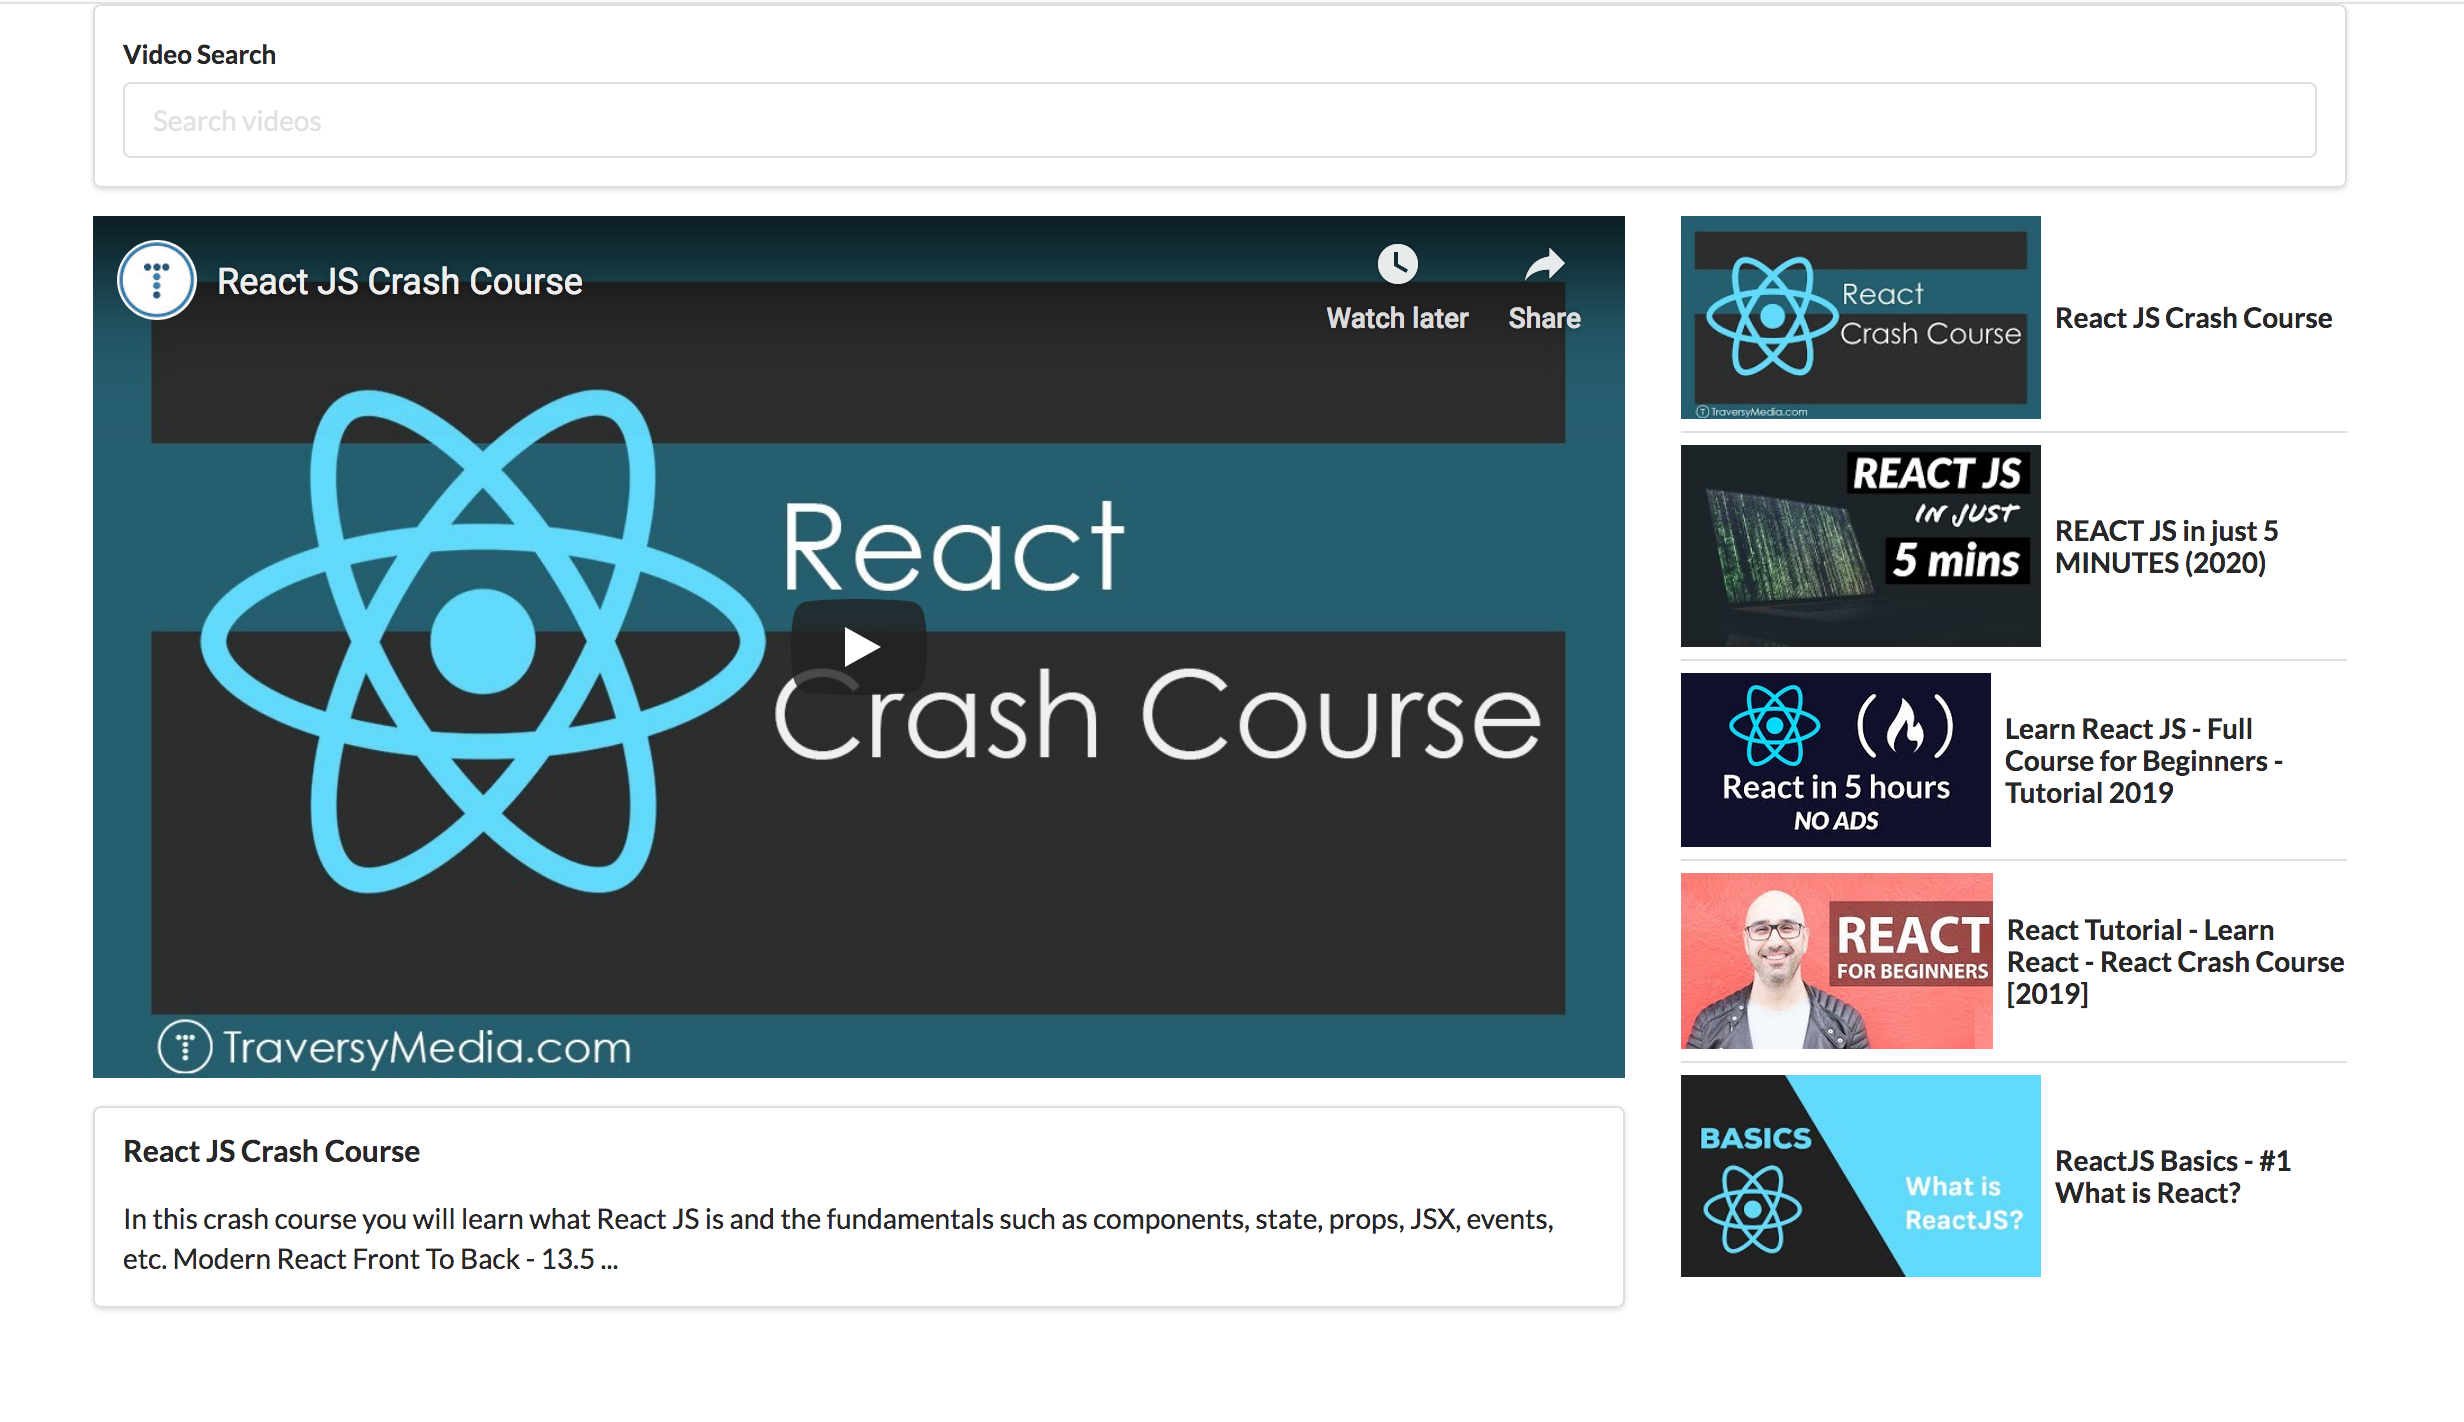 Video Search
Search videos
React JS Crash Course
Watch later
Share
React
Crash Course
TraversyMedia.com
React JS Crash Course
In this crash course you will learn what React JS is and the fundamentals such as components, state, props, JSX, events,
etc. Modern React Front To Back - 13.5 ...
React
Crash Course
TraversyMedia.com
React JS Crash Course
REACT JS
IN JUST
5 mins
REACT JS in just 5
MINUTES (2020)
React in 5 hours
NO ADS
Learn React JS - Full
Course for Beginners -
Tutorial 2019
REACT
FOR BEGINNERS
React Tutorial - Learn
React - React Crash Course
[2019]
BASICS
What is
ReactJS?
ReactJS Basics - #1
What is React?